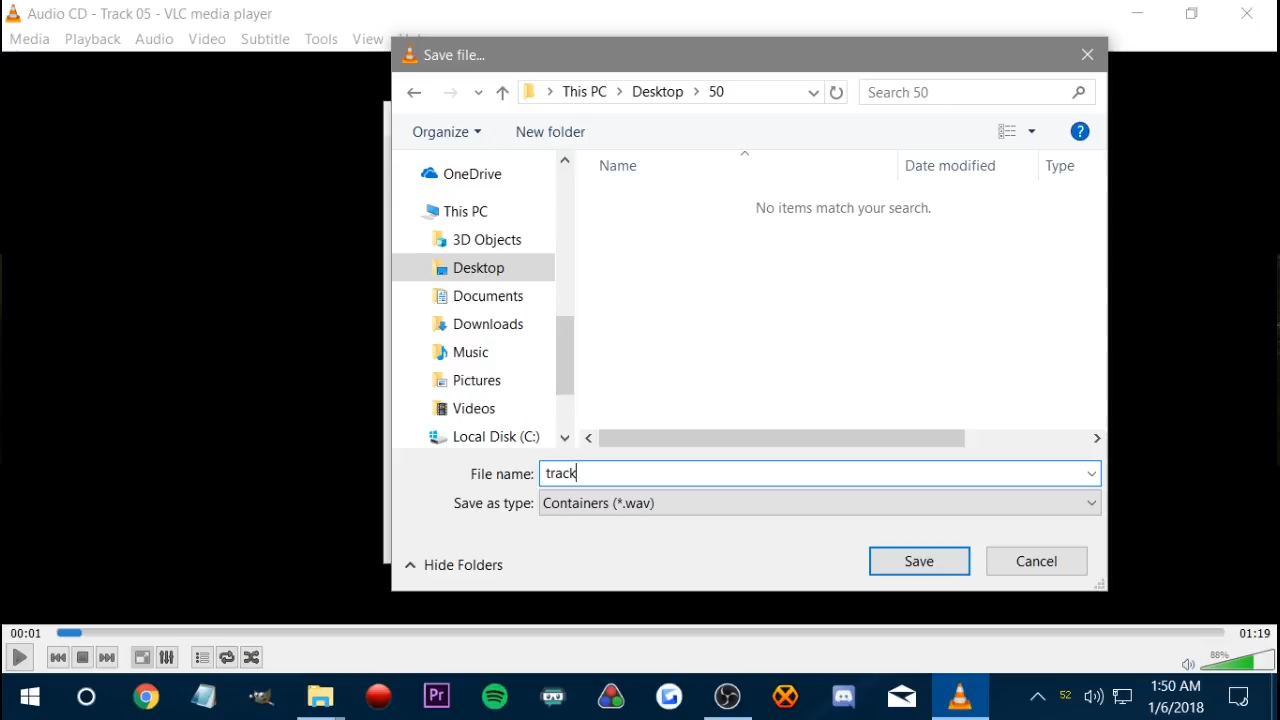 Audio CD - Track 05 - VLC media player
Media Playback Audio Video Subtitle Tools View
Save file...
This PC Desktop 50
Search 50
Organize New folder
?
OneDrive
This PC
3D Objects
Desktop
Documents
Downloads
Music
Pictures
Videos
Local Disk (C:)
Name Date modified Type
No items match your search.
File name: track
Save as type: Containers (*.wav)
Hide Folders
Save Cancel
00:01 01:19
88%
Pr
52
1:50 AM
1/6/2018